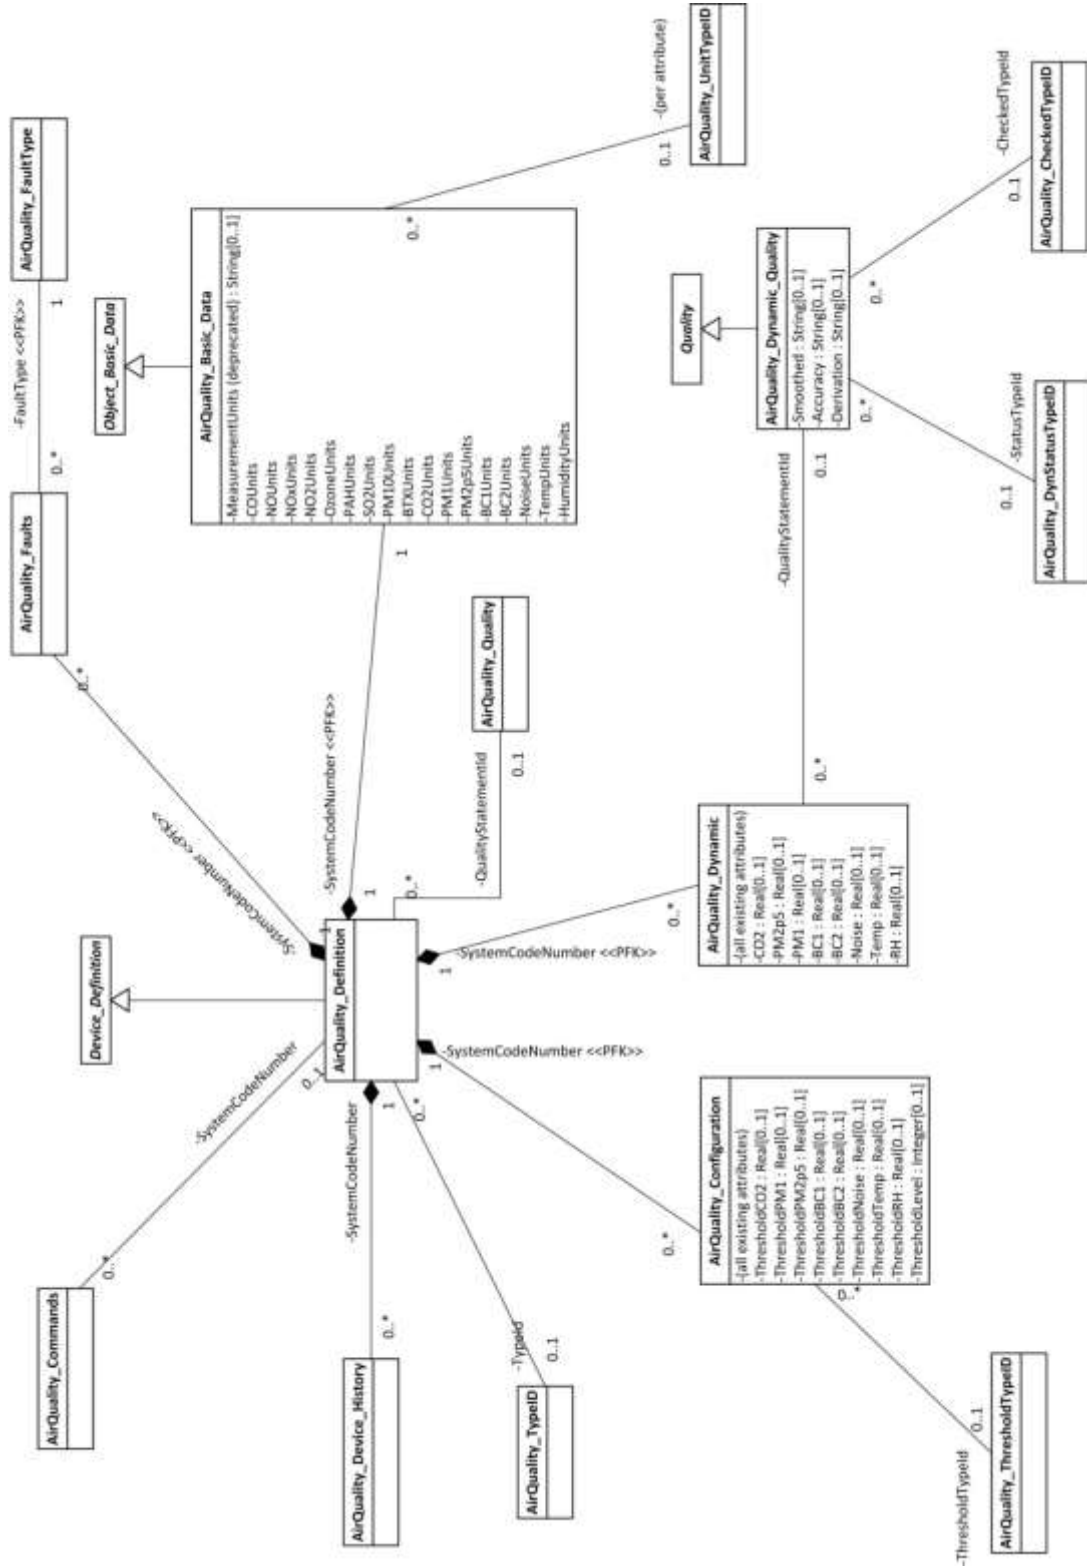 AirQuality_Commands
0..*
-SystemCodeNumber
0..1
Device_Definition
AirQuality_Faults
0..*
-FaultType <<PFK>>
0..*
1
AirQuality_FaultType
-SystemCodeNumber <<PFK>>
1
Object_Basic_Data
AirQuality_Device_History
0..*
-SystemCodeNumber
1
AirQuality_Definition
-SystemCodeNumber <<PFK>>
1
1
AirQuality_Basic_Data
-MeasurementUnits (deprecated) : String[0..1]
-COUnits
-NOUnits
-NOxUnits
-NO2Units
-OzoneUnits
-PAHUnits
-SO2Units
-PM10Units
-BTXUnits
-CO2Units
-PM1Units
-PM2p5Units
-BC1Units
-BC2Units
-NoiseUnits
-TempUnits
-HumidityUnits
0..*
-(per attribute)
0..1
AirQuality_UnitTypeID
AirQuality_TypeID
-TypeId
0..1
0..*
0..*
-QualityStatementId
0..1
AirQuality_Quality
-SystemCodeNumber <<PFK>>
1
0..*
-SystemCodeNumber <<PFK>>
1
0..*
AirQuality_Configuration
-(all existing attributes)
-ThresholdCO2 : Real[0..1]
-ThresholdPM1 : Real[0..1]
-ThresholdPM2p5 : Real[0..1]
-ThresholdBC1 : Real[0..1]
-ThresholdBC2 : Real[0..1]
-ThresholdNoise : Real[0..1]
-ThresholdTemp : Real[0..1]
-ThresholdRH : Real[0..1]
-ThresholdLevel : Integer[0..1]
0..*
-ThresholdTypeId
0..1
AirQuality_ThresholdTypeID
AirQuality_Dynamic
-(all existing attributes)
-CO2 : Real[0..1]
-PM2p5 : Real[0..1]
-PM1 : Real[0..1]
-BC1 : Real[0..1]
-BC2 : Real[0..1]
-Noise : Real[0..1]
-Temp : Real[0..1]
-RH : Real[0..1]
0..*
-QualityStatementId
0..1
Quality
AirQuality_Dynamic_Quality
-Smoothed : String[0..1]
-Accuracy : String[0..1]
-Derivation : String[0..1]
0..*
0..*
-StatusTypeId
0..1
AirQuality_DynStatusTypeID
-CheckedTypeId
0..1
AirQuality_CheckedTypeID